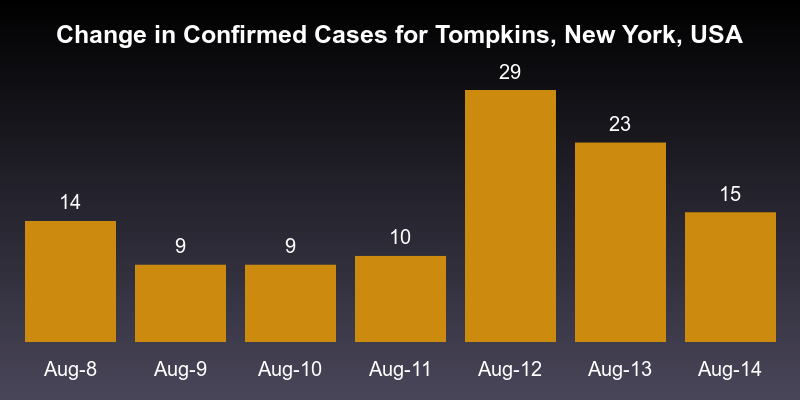 Change in Confirmed Cases for Tompkins, New York, USA
14
9
9
10
29
23
15
Aug-8
Aug-9
Aug-10
Aug-11
Aug-12
Aug-13
Aug-14